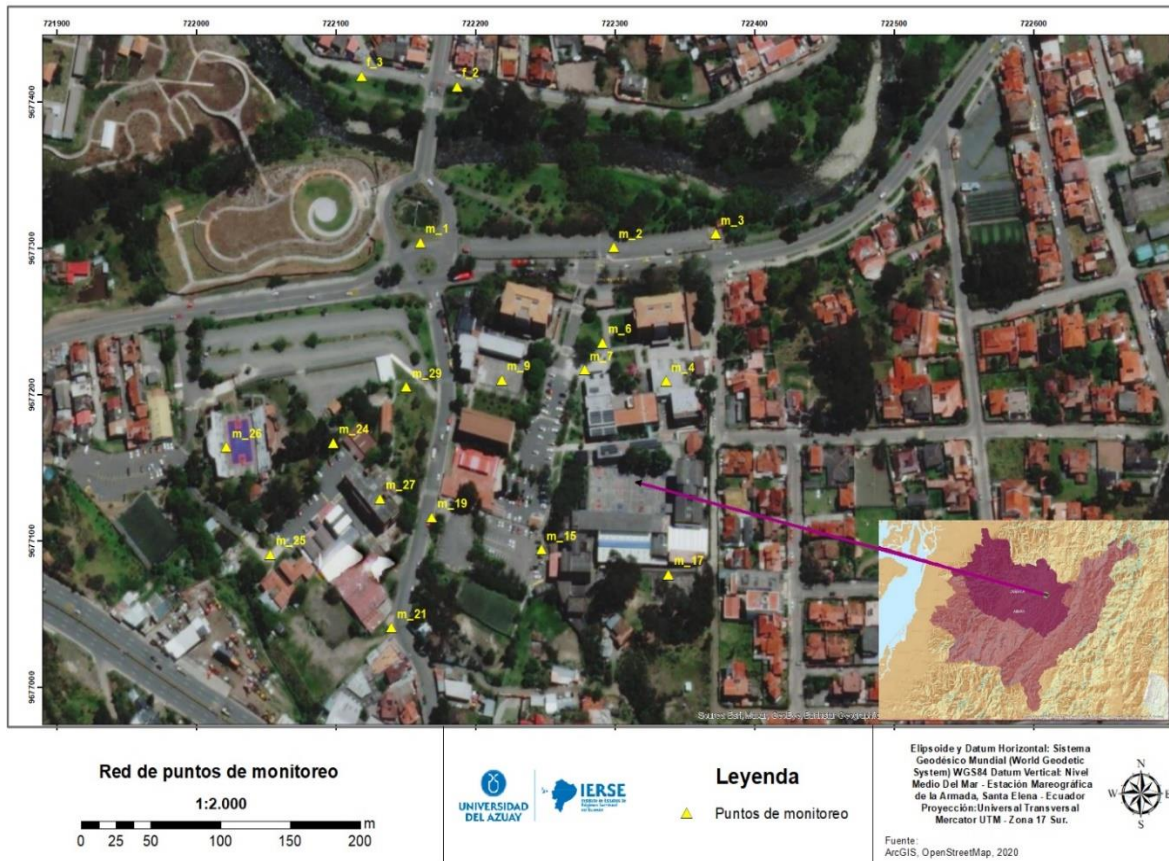 721900 722000 722100 722200 722300 722400 722500 722600
9677400
9677300
9677200
9677100
9677000
f_3
f_2
m_1
m_2
m_3
m_6
m_7
m_4
m_9
m_29
m_26
m_24
m_27
m_19
m_15
m_25
m_17
m_21
Red de puntos de monitoreo
1:2.000
m
0 25 50 100 150 200
UNIVERSIDAD
DEL AZUAY
IERSE
Leyenda
Puntos de monitoreo
Elipsoide y Datum Horizontal: Sistema
Geodésico Mundial (World Geodetic
System) WGS84 Datum Vertical: Nivel
Medio Del Mar - Estación Mareográfica
de la Armada, Santa Elena - Ecuador
Proyección:Universal Transversal
Mercator UTM - Zona 17 Sur.
Fuente:
ArcGIS, OpenStreetMap, 2020
N
W E
S